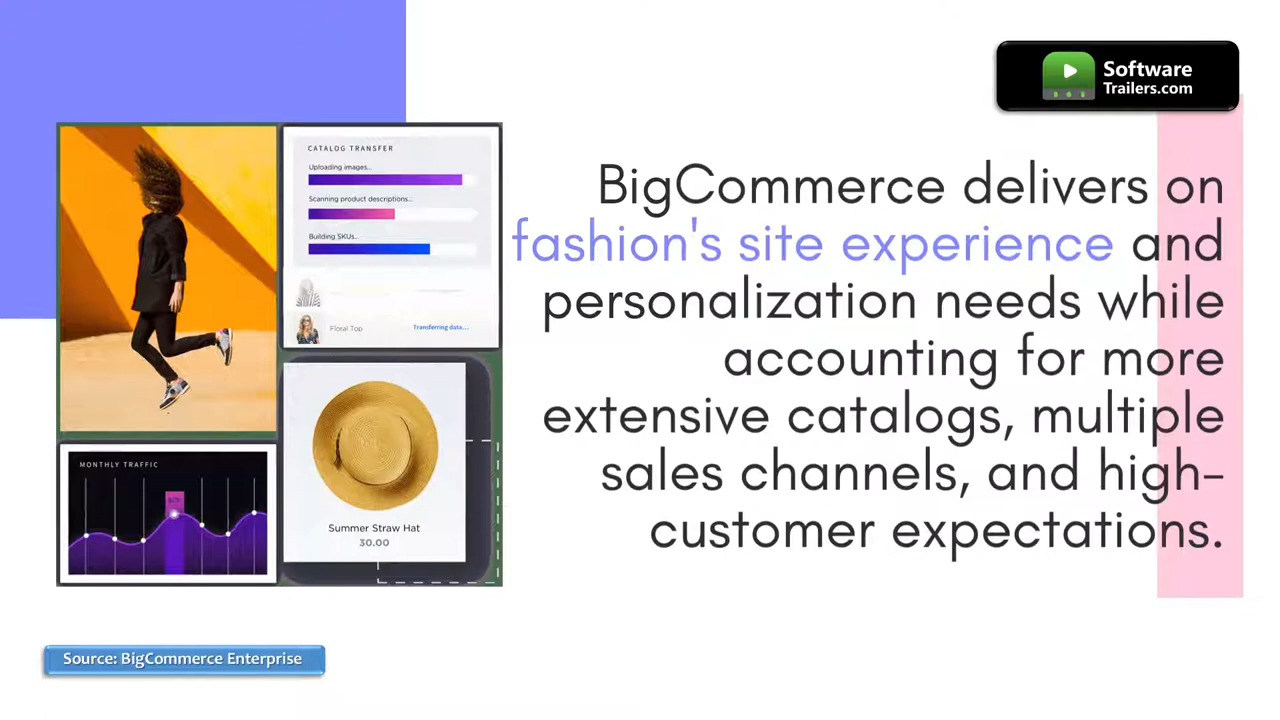 Software
Trailers.com
CATALOG TRANSFER
Uploading images...
Scanning product descriptions...
Building SKUs...
Floral Top
Transferring data....
MONTHLY TRAFFIC
Summer Straw Hat
30.00
BigCommerce delivers on
fashion's site experience and
personalization needs while
accounting for more
extensive catalogs, multiple
sales channels, and high-
customer expectations.
Source: BigCommerce Enterprise